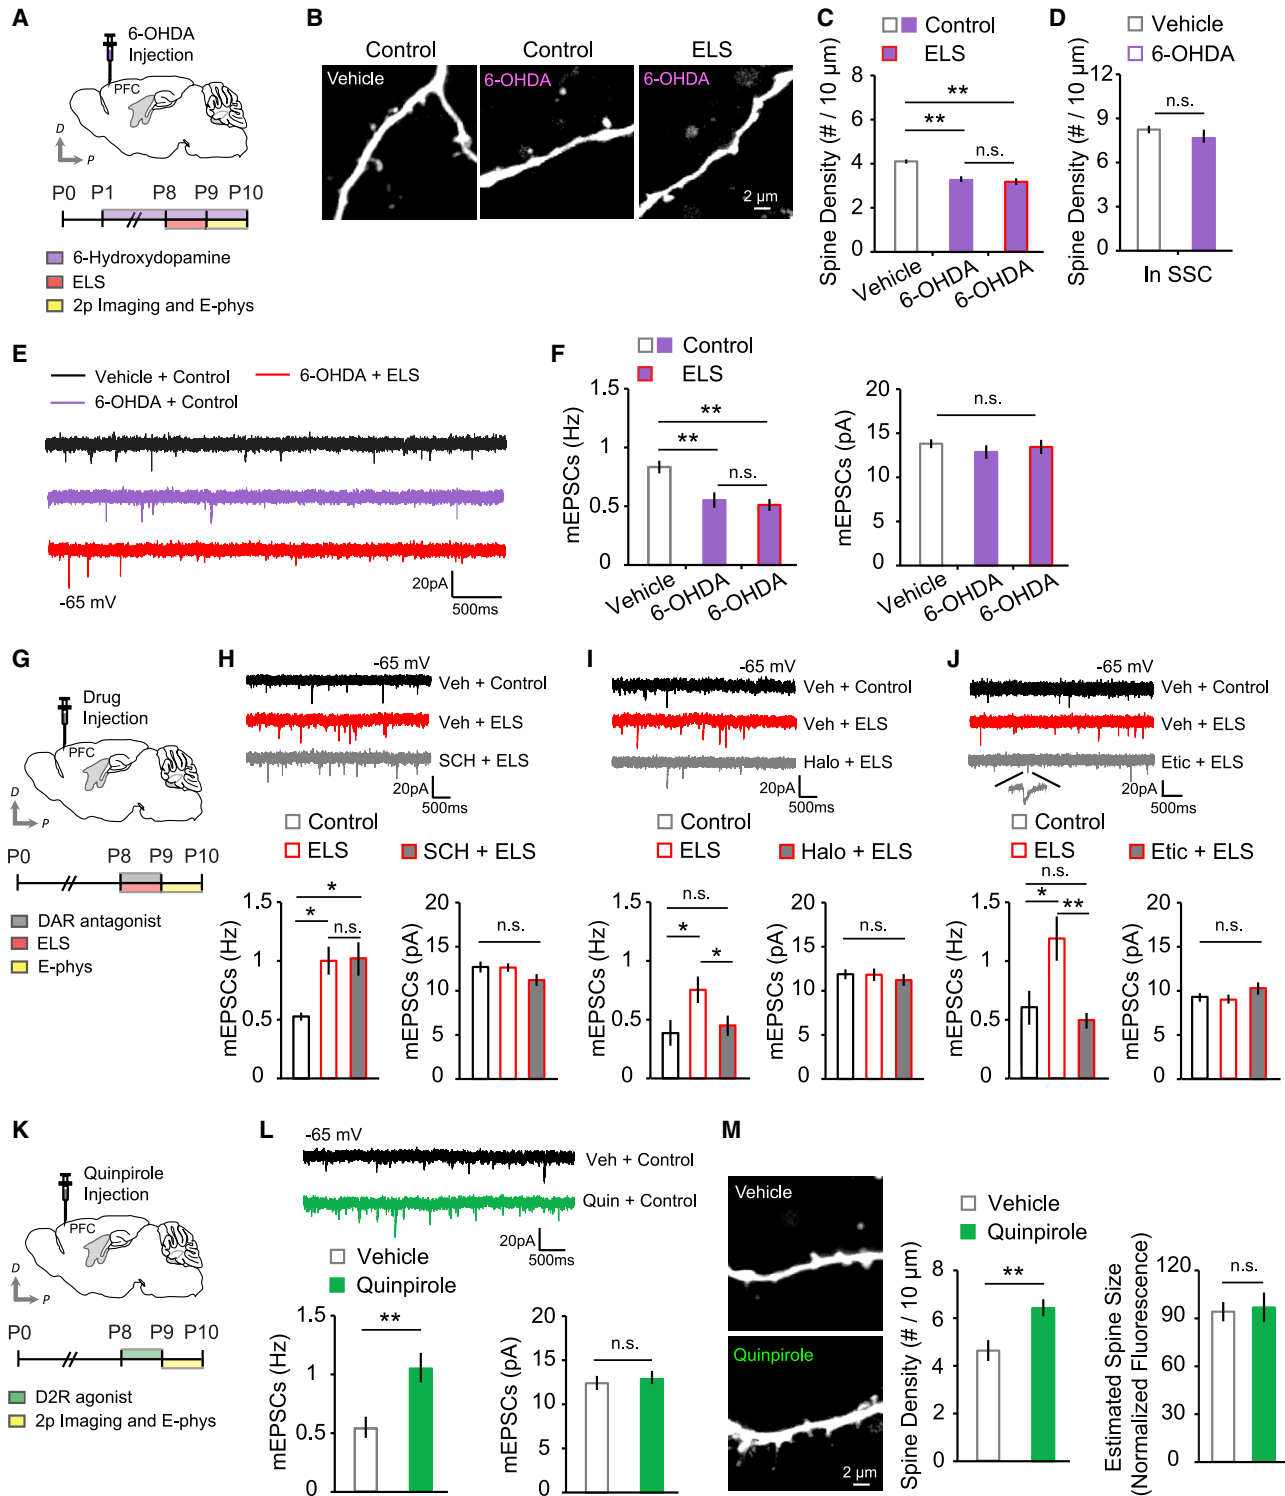 A
6-OHDA
Injection
PFC
D
P
P0 P1 P8 P9 P10
6-Hydroxydopamine
ELS
2p Imaging and E-phys
B
Control Control ELS
Vehicle 6-OHDA 6-OHDA
2 µm
C
Control
ELS
Spine Density (# / 10 µm)
8
6
4
2
0
**
**
n.s.
Vehicle 6-OHDA 6-OHDA
D
Vehicle
6-OHDA
Spine Density (# / 10 µm)
12
9
6
3
0
n.s.
In SSC
E
Vehicle + Control 6-OHDA + ELS
6-OHDA + Control
-65 mV
20pA
500ms
F
Control
ELS
mEPSCs (Hz)
1.5
1
0.5
0
**
**
n.s.
Vehicle 6-OHDA 6-OHDA
mEPSCs (pA)
20
15
10
5
0
n.s.
Vehicle 6-OHDA 6-OHDA
G
Drug
Injection
PFC
D
P
P0 P8 P9 P10
DAR antagonist
ELS
E-phys
H
-65 mV
Veh + Control
Veh + ELS
SCH + ELS
20pA
500ms
Control
ELS SCH + ELS
mEPSCs (Hz)
1.5
1
0.5
0
*
*
n.s.
mEPSCs (pA)
20
15
10
5
0
n.s.
I
-65 mV
Veh + Control
Veh + ELS
Halo + ELS
20pA
500ms
Control
ELS Halo + ELS
mEPSCs (Hz)
1.5
1
0.5
0
n.s.
*
*
mEPSCs (pA)
20
15
10
5
0
n.s.
J
-65 mV
Veh + Control
Veh + ELS
Etic + ELS
20pA
500ms
Control
ELS Etic + ELS
mEPSCs (Hz)
1.5
1
0.5
0
n.s.
*
**
mEPSCs (pA)
20
15
10
5
0
n.s.
K
Quinpirole
Injection
PFC
D
P
P0 P8 P9 P10
D2R agonist
2p Imaging and E-phys
L
-65 mV
Veh + Control
Quin + Control
20pA
500ms
Vehicle
Quinpirole
mEPSCs (Hz)
1.5
1
0.5
0
**
mEPSCs (pA)
20
15
10
5
0
n.s.
M
Vehicle
Quinpirole
2 µm
Vehicle
Quinpirole
Spine Density (# / 10 µm)
8
6
4
2
0
**
Estimated Spine Size
(Normalized Fluorescence)
120
90
60
30
0
n.s.